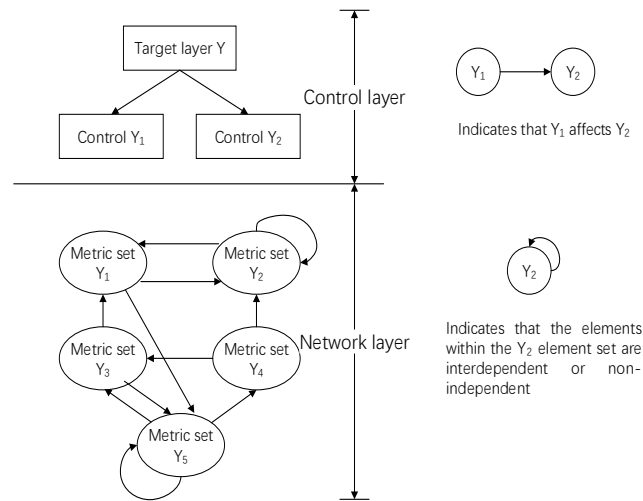 Target layer Y
Control Y₁
Control Y₂
Control layer
Y₁
Y₂
Indicates that Y₁ affects Y₂
Metric set
Y₁
Metric set
Y₂
Metric set
Y₃
Metric set
Y₄
Metric set
Y₅
Network layer
Y₂
Indicates that the elements
within the Y₂ element set are
interdependent or non-
independent